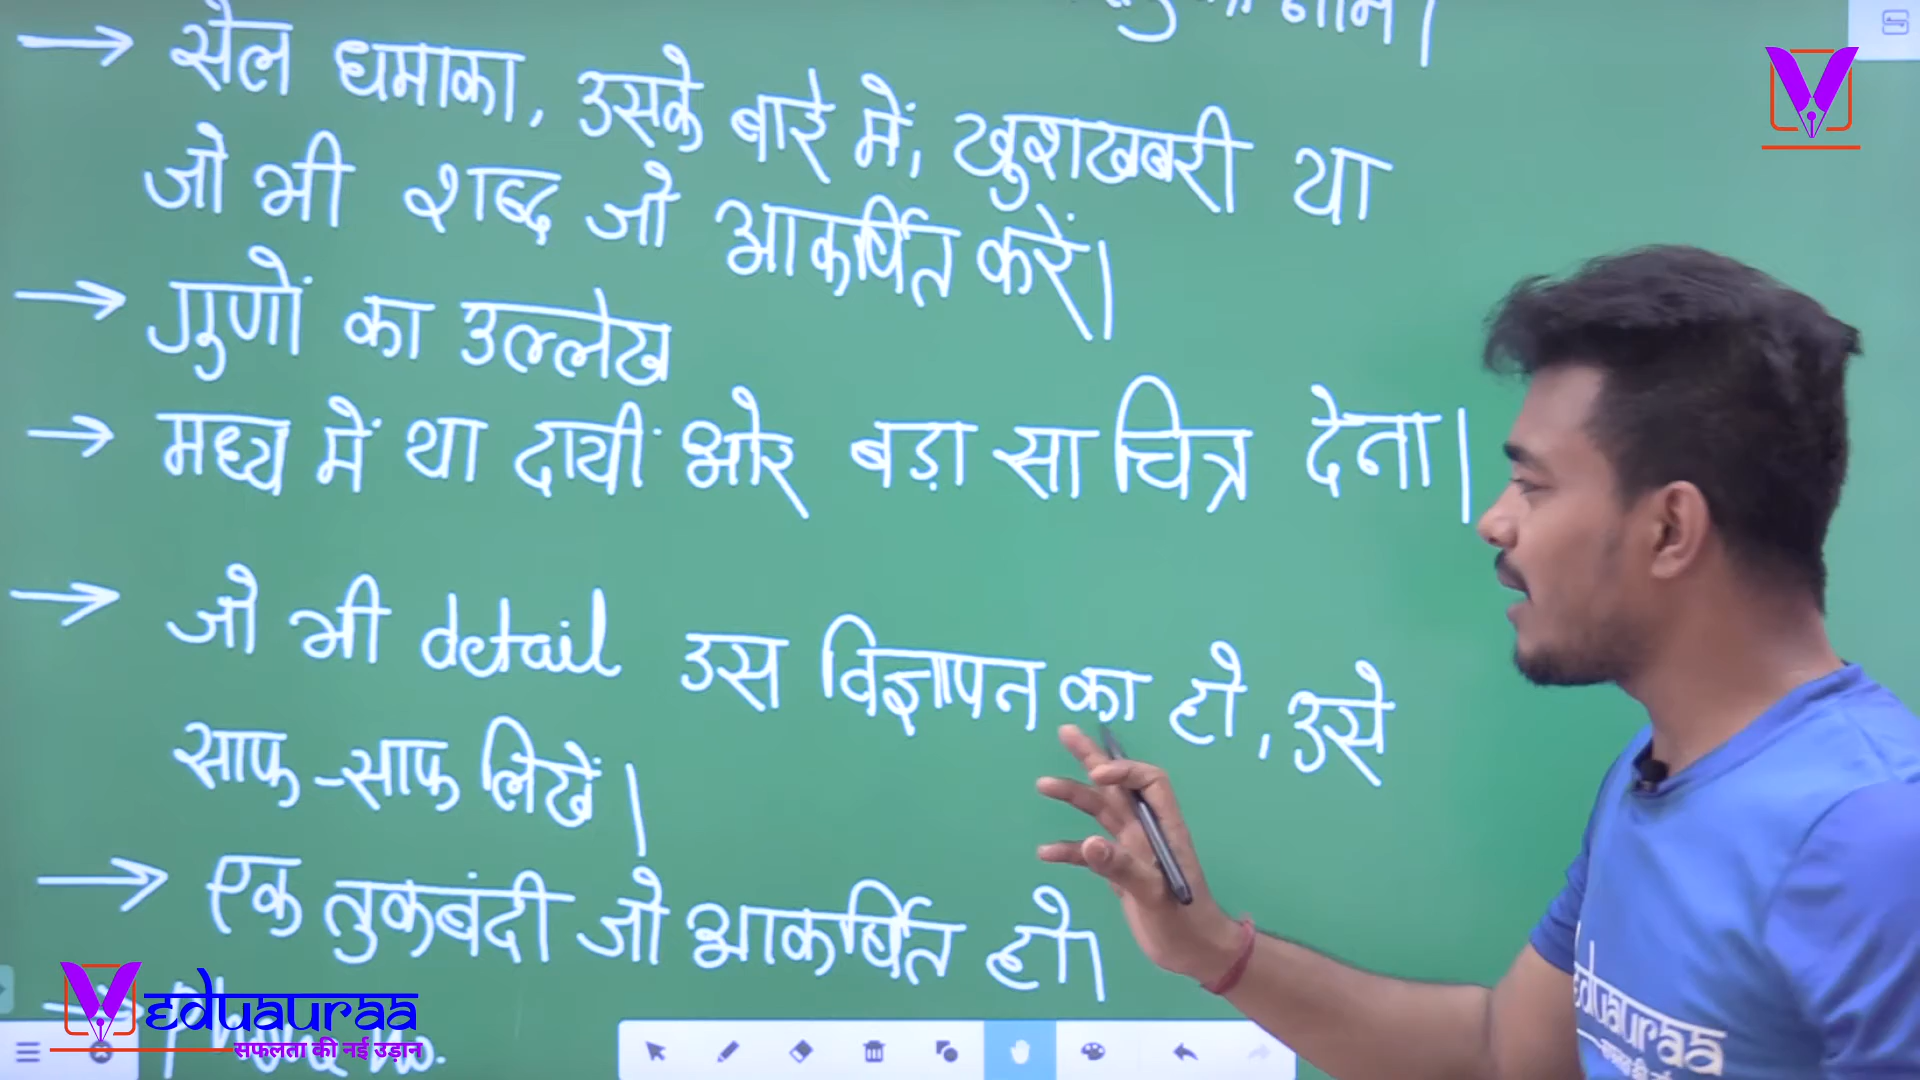 का नाम।
→ सेल धमाका, उसके बारे में, खुशखबरी या
जो भी शब्द जो आकर्षित करें।
→ गुणों का उल्लेख
→ मध्य में या दायीं ओर बड़ा सा चित्र देना।
→ जो भी detail उस विज्ञापन का हो, उसे
साफ-साफ लिखें।
→ एक तुकबंदी जो आकर्षित हो।
eduauraa
सफलता की नई उड़ान
eduauraa